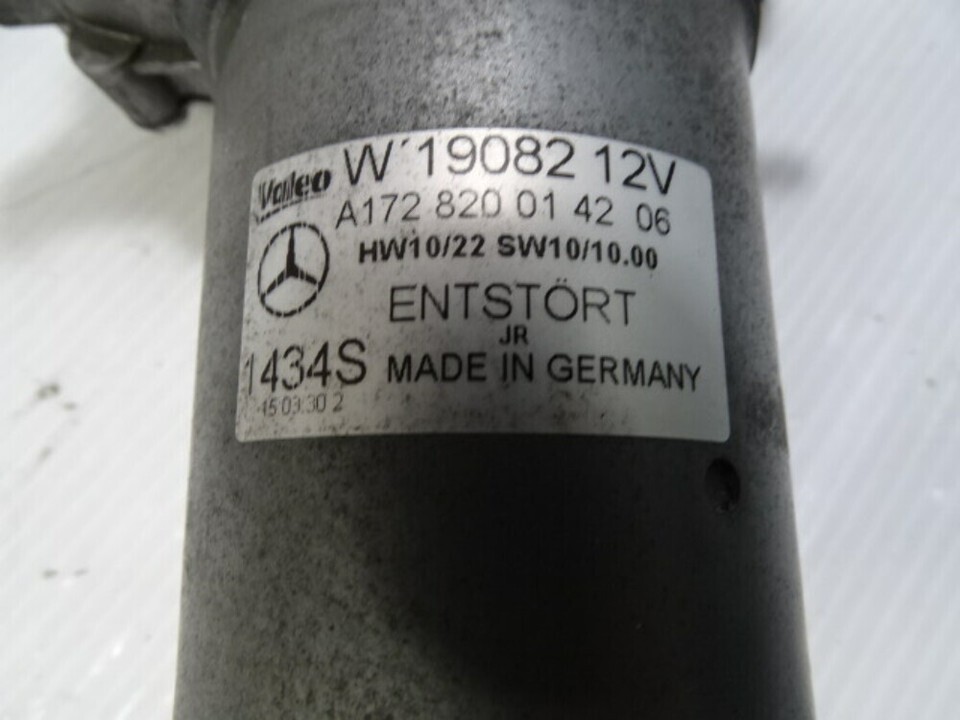 Valeo W 19082 12V
A172 820 01 42 06
HW10/22 SW10/10.00
ENTSTÖRT
JR
1434S MADE IN GERMANY
15 03.30 2